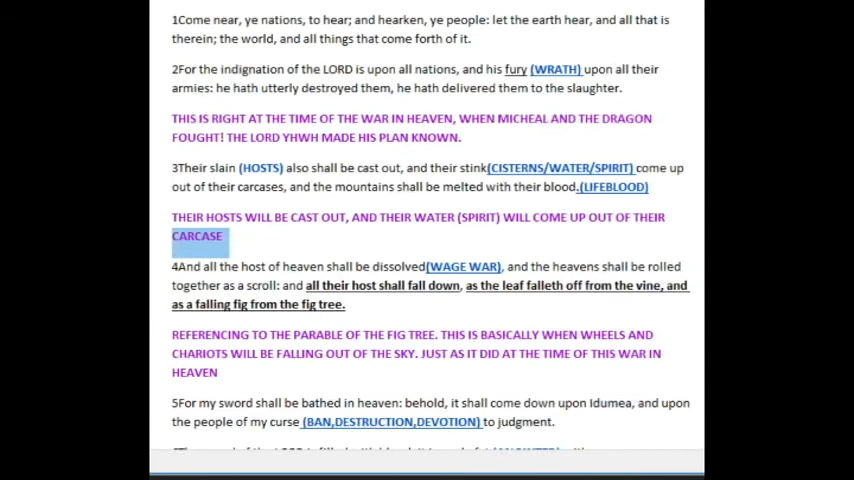 1Come near, ye nations, to hear; and hearken, ye people: let the earth hear, and all that is
therein; the world, and all things that come forth of it.
2For the indignation of the LORD is upon all nations, and his fury (WRATH) upon all their
armies: he hath utterly destroyed them, he hath delivered them to the slaughter.
THIS IS RIGHT AT THE TIME OF THE WAR IN HEAVEN, WHEN MICHEAL AND THE DRAGON
FOUGHT! THE LORD YHWH MADE HIS PLAN KNOWN.
3Their slain (HOSTS) also shall be cast out, and their stink(CISTERNS/WATER/SPIRIT) come up
out of their carcases, and the mountains shall be melted with their blood.(LIFEBLOOD)
THEIR HOSTS WILL BE CAST OUT, AND THEIR WATER (SPIRIT) WILL COME UP OUT OF THEIR
CARCASE
4And all the host of heaven shall be dissolved(WAGE WAR), and the heavens shall be rolled
together as a scroll: and all their host shall fall down, as the leaf falleth off from the vine, and
as a falling fig from the fig tree.
REFERENCING TO THE PARABLE OF THE FIG TREE. THIS IS BASICALLY WHEN WHEELS AND
CHARIOTS WILL BE FALLING OUT OF THE SKY. JUST AS IT DID AT THE TIME OF THIS WAR IN
HEAVEN
5For my sword shall be bathed in heaven: behold, it shall come down upon Idumea, and upon
the people of my curse (BAN,DESTRUCTION,DEVOTION) to judgment.